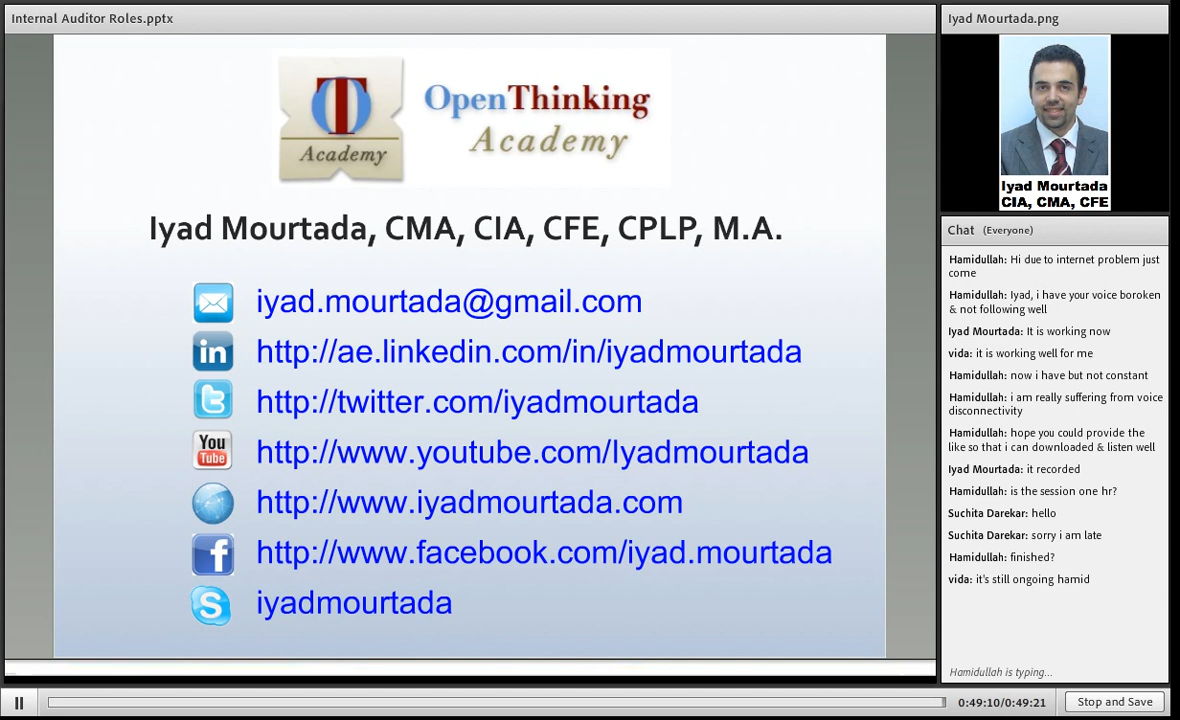 Internal Auditor Roles.pptx
OT
Academy
OpenThinking
Academy
Iyad Mourtada, CMA, CIA, CFE, CPLP, M.A.
iyad.mourtada@gmail.com
in http://ae.linkedin.com/in/iyadmourtada
t http://twitter.com/iyadmourtada
You
Tube
http://www.youtube.com/Iyadmourtada
http://www.iyadmourtada.com
f http://www.facebook.com/iyad.mourtada
S iyadmourtada
Iyad Mourtada.png
Iyad Mourtada
CIA, CMA, CFE
Chat (Everyone)
Hamidullah: Hi due to internet problem just
come
Hamidullah: Iyad, i have your voice boroken
& not following well
Iyad Mourtada: It is working now
vida: it is working well for me
Hamidullah: now i have but not constant
Hamidullah: i am really suffering from voice
disconnectivity
Hamidullah: hope you could provide the
like so that i can downloaded & listen well
Iyad Mourtada: it recorded
Hamidullah: is the session one hr?
Suchita Darekar: hello
Suchita Darekar: sorry i am late
Hamidullah: finished?
vida: it's still ongoing hamid
Hamidullah is typing...
0:49:10/0:49:21
Stop and Save